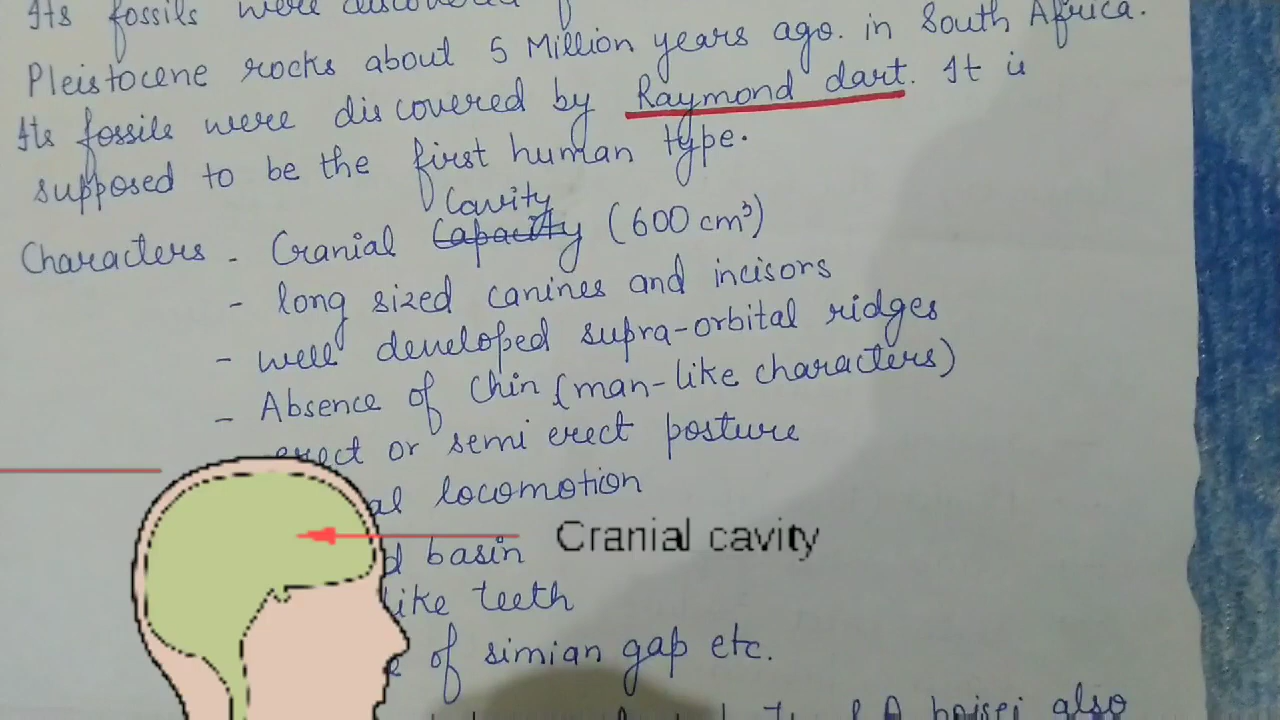 Its fossils were discovered
Pleistocene rocks about 5 Million years ago. in South Africa.
Its fossils were discovered by Raymond dart. It is
supposed to be the first human type.
Cavity
Characters - Cranial Capacity (600 cm³)
- long sized canines and incisors
- well developed supra-orbital ridges
- Absence of Chin (man-like characters)
erect or semi erect posture
al locomotion
Cranial cavity
d basin
like teeth
of simian gap etc.
A boisei also